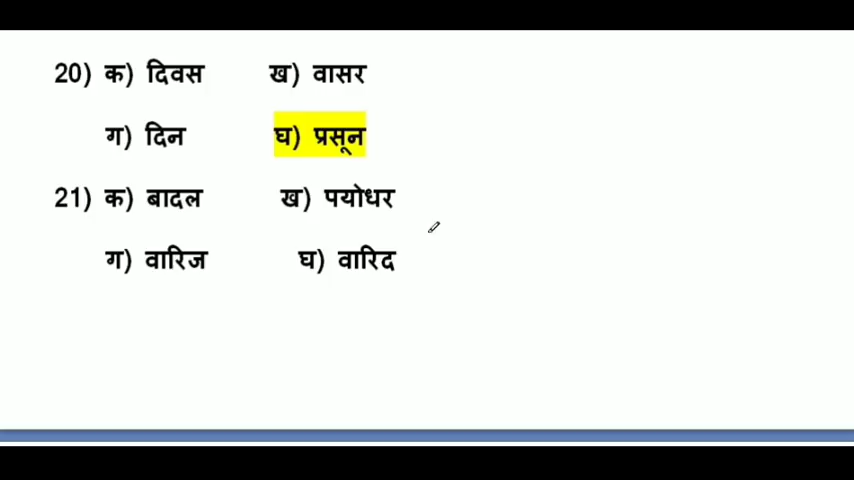 20) क) दिवस ख) वासर
ग) दिन घ) प्रसून
21) क) बादल ख) पयोधर
ग) वारिज घ) वारिद